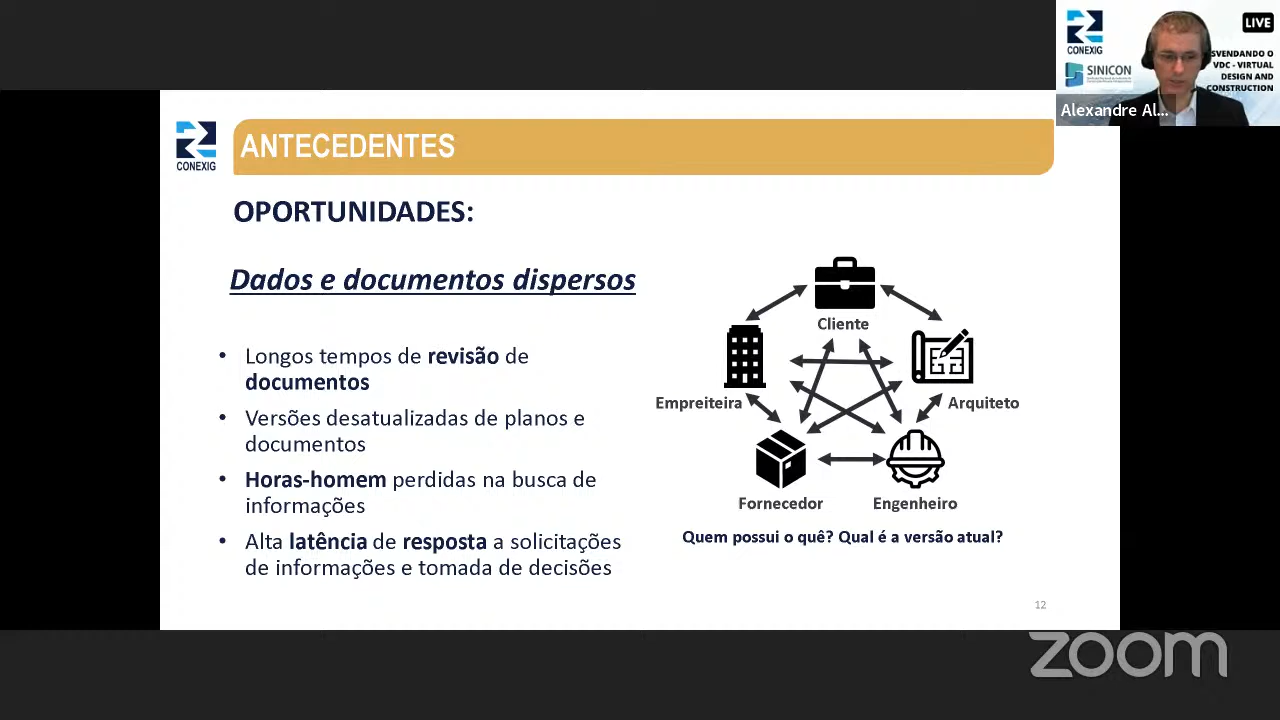 LIVE
CONEXIG
SINICON
SVENDANDO O
VDC - VIRTUAL
DESIGN AND
CONSTRUCTION
Alexandre Al...
CONEXIG
ANTECEDENTES
OPORTUNIDADES:
Dados e documentos dispersos
• Longos tempos de revisão de
documentos
• Versões desatualizadas de planos e
documentos
• Horas-homem perdidas na busca de
informações
• Alta latência de resposta a solicitações
de informações e tomada de decisões
Cliente
Empreiteira
Arquiteto
Fornecedor
Engenheiro
Quem possui o quê? Qual é a versão atual?
12
zoom